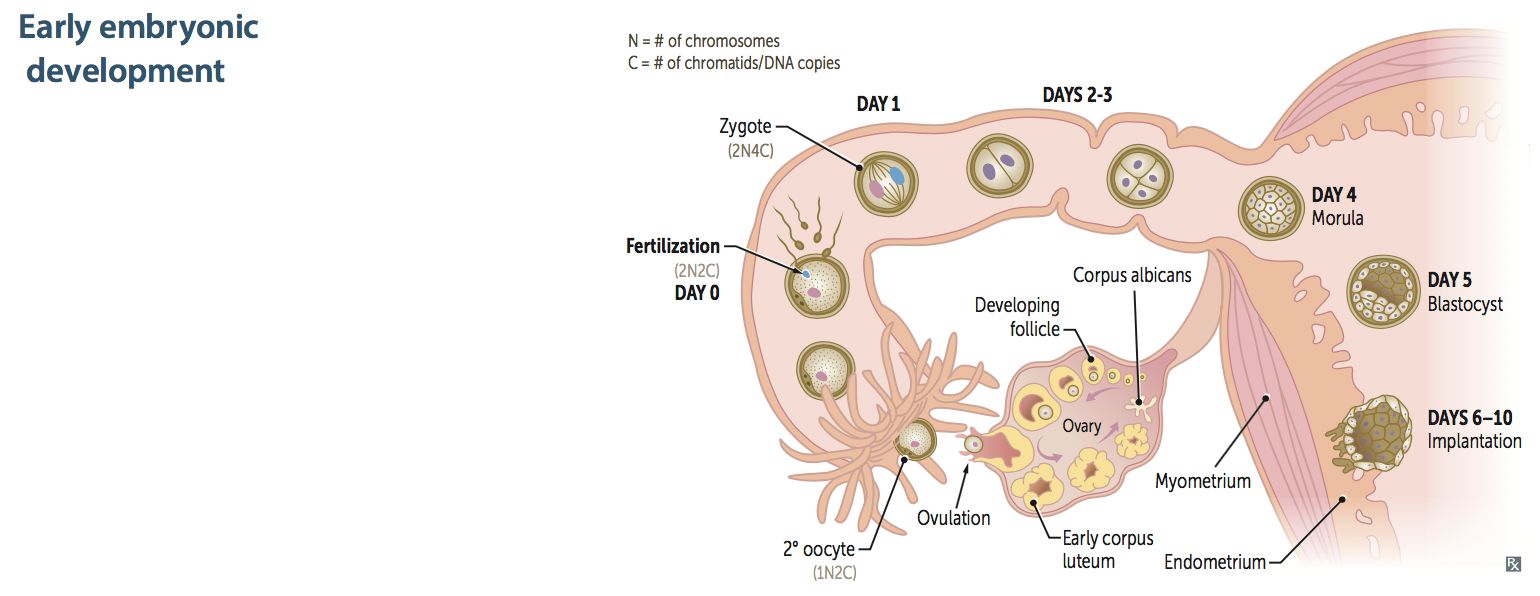 Early embryonic
development
N = # of chromosomes
C = # of chromatids/DNA copies
DAY 1
DAYS 2-3
Zygote
(2N4C)
DAY 4
Morula
Fertilization
(2N2C)
DAY 0
Corpus albicans
DAY 5
Blastocyst
Developing
follicle
Ovary
DAYS 6–10
Implantation
Myometrium
Ovulation
2° oocyte
(1N2C)
Early corpus
luteum
Endometrium
Rx